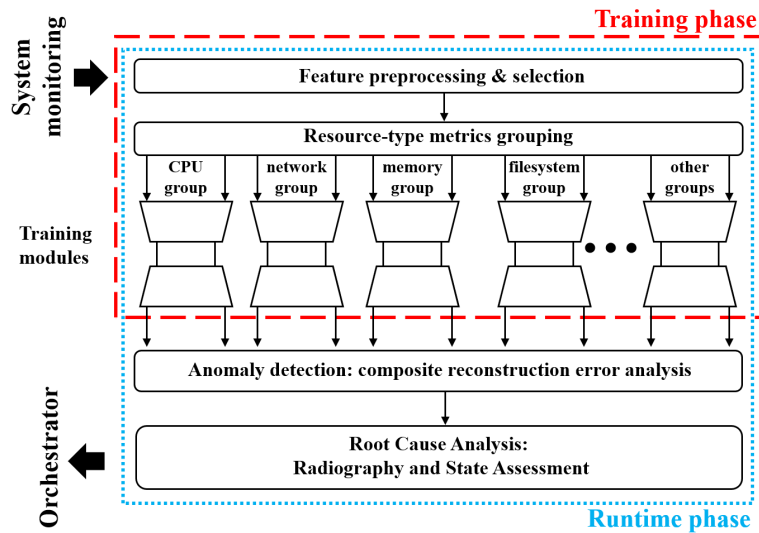 Training phase
System
monitoring
Feature preprocessing & selection
Resource-type metrics grouping
CPU
group
network
group
memory
group
filesystem
group
other
groups
Training
modules
Anomaly detection: composite reconstruction error analysis
Orchestrator
Root Cause Analysis:
Radiography and State Assessment
Runtime phase